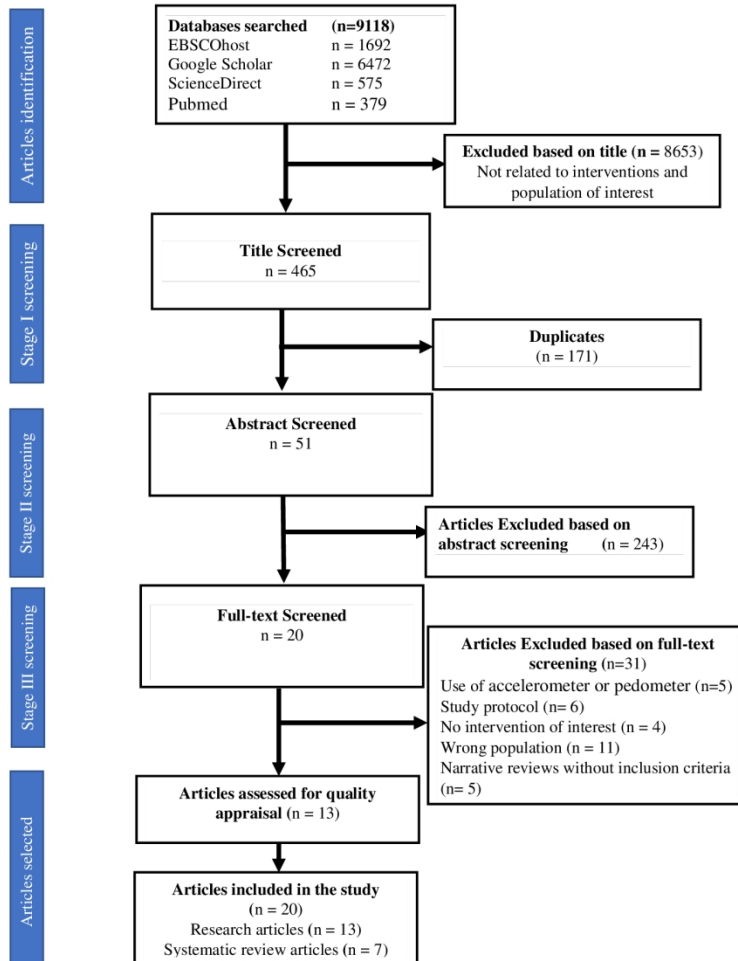 Articles identification
Databases searched (n=9118)
EBSCOhost n = 1692
Google Scholar n = 6472
ScienceDirect n = 575
Pubmed n = 379
Excluded based on title (n = 8653)
Not related to interventions and
population of interest
Stage I screening
Title Screened
n = 465
Duplicates
(n = 171)
Stage II screening
Abstract Screened
n = 51
Articles Excluded based on
abstract screening (n = 243)
Stage III screening
Full-text Screened
n = 20
Articles Excluded based on full-text
screening (n=31)
Use of accelerometer or pedometer (n=5)
Study protocol (n= 6)
No intervention of interest (n = 4)
Wrong population (n = 11)
Narrative reviews without inclusion criteria
(n= 5)
Articles selected
Articles assessed for quality
appraisal (n = 13)
Articles included in the study
(n = 20)
Research articles (n = 13)
Systematic review articles (n = 7)